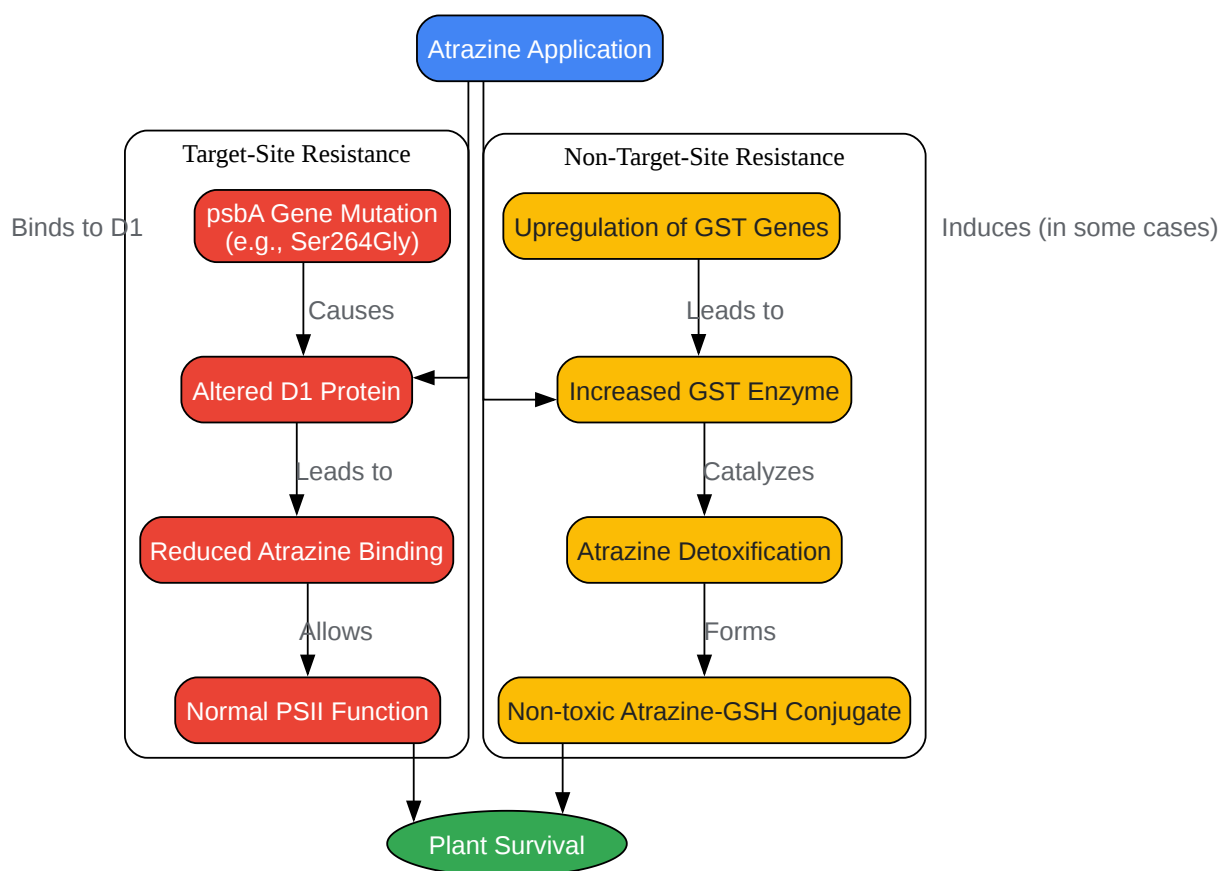 Atrazine Application
Target-Site Resistance
Non-Target-Site Resistance
Binds to D1
psbA Gene Mutation
(e.g., Ser264Gly)
Upregulation of GST Genes
Induces (in some cases)
Causes
Leads to
Altered D1 Protein
Increased GST Enzyme
Leads to
Catalyzes
Reduced Atrazine Binding
Atrazine Detoxification
Allows
Forms
Normal PSII Function
Non-toxic Atrazine-GSH Conjugate
Plant Survival